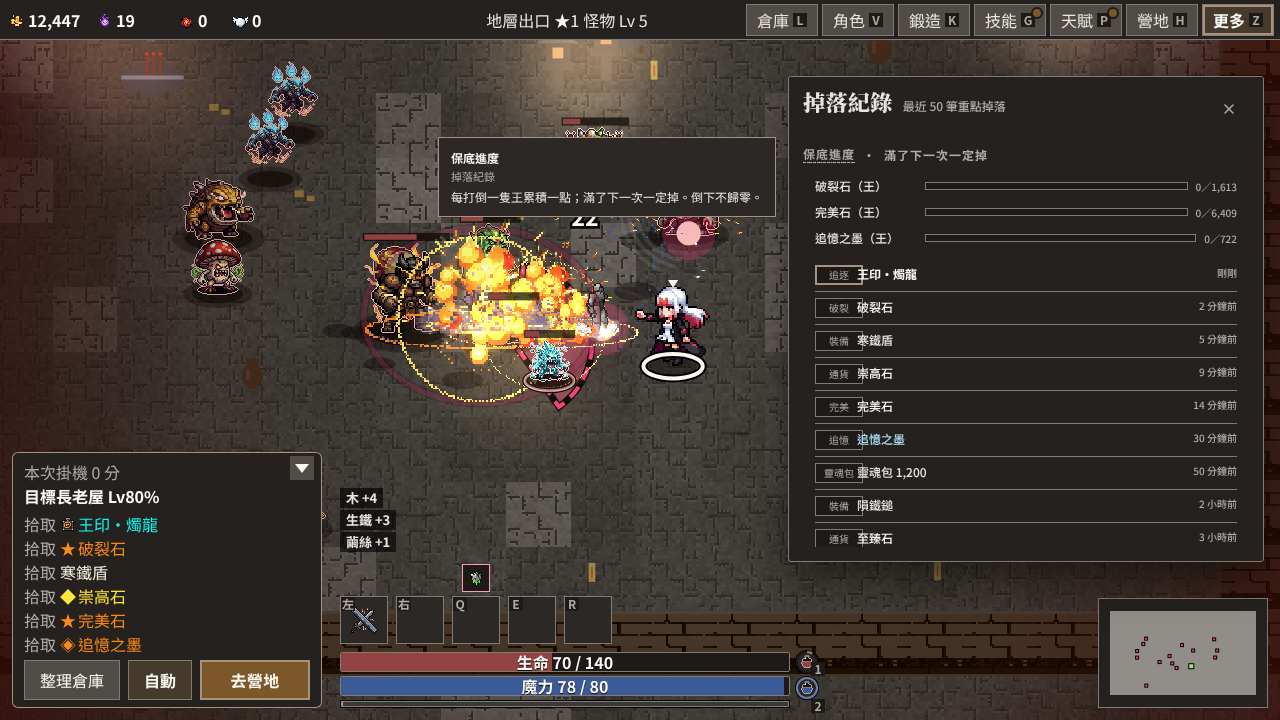 12,447 19 0 0
地層出口 ★1 怪物 Lv 5
倉庫 L 角色 V 鍛造 K 技能 G 天賦 P 營地 H 更多 Z
掉落紀錄 最近 50 筆重點掉落 ×
保底進度 • 滿了下一次一定掉
破裂石（王） 0／1,613
完美石（王） 0／6,409
追憶之墨（王） 0／722
追逐 王印・燭龍 剛剛
破裂 破裂石 2 分鐘前
裝備 寒鐵盾 5 分鐘前
通貨 崇高石 9 分鐘前
完美 完美石 14 分鐘前
追憶 追憶之墨 30 分鐘前
靈魂包 靈魂包 1,200 50 分鐘前
裝備 隕鐵鎚 2 小時前
通貨 至臻石 3 小時前
保底進度
掉落紀錄
每打倒一隻王累積一點；滿了下一次一定掉。倒下不歸零。
22
本次掛機 0 分
目標長老屋 Lv80%
拾取 王印・燭龍
拾取 ★破裂石
拾取 寒鐵盾
拾取 ◆崇高石
拾取 ★完美石
拾取 ◈追憶之墨
整理倉庫 自動 去營地
木 +4
生鐵 +3
繭絲 +1
左 右 Q E R
生命 70 / 140
1
魔力 78 / 80
2